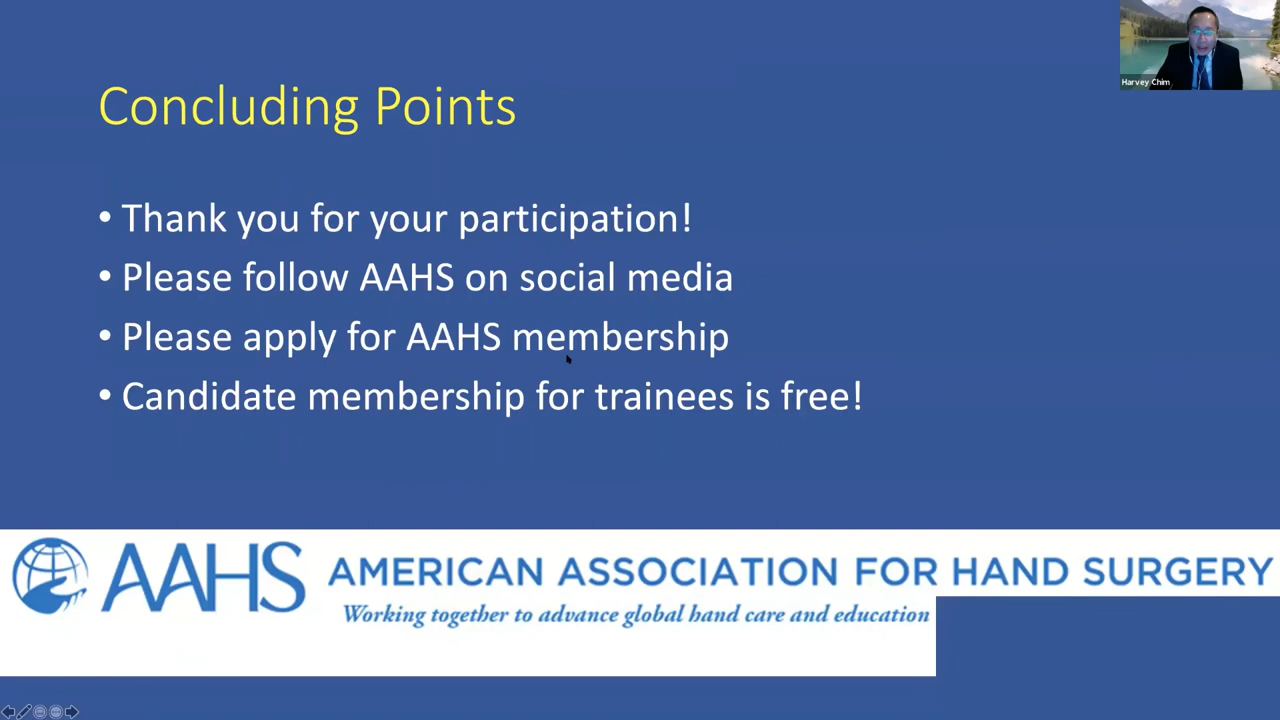 Harvey Chim
Concluding Points
• Thank you for your participation!
• Please follow AAHS on social media
• Please apply for AAHS membership
• Candidate membership for trainees is free!
AAHS AMERICAN ASSOCIATION FOR HAND SURGERY
Working together to advance global hand care and education